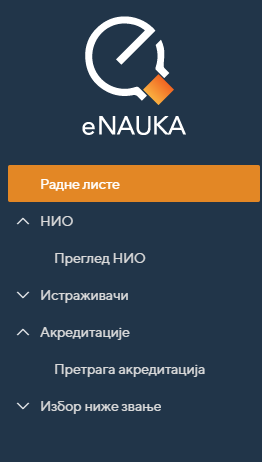 eNAUKA
Радне листе
НИО
Преглед НИО
Истраживачи
Акредитације
Претрага акредитација
Избор ниже звање